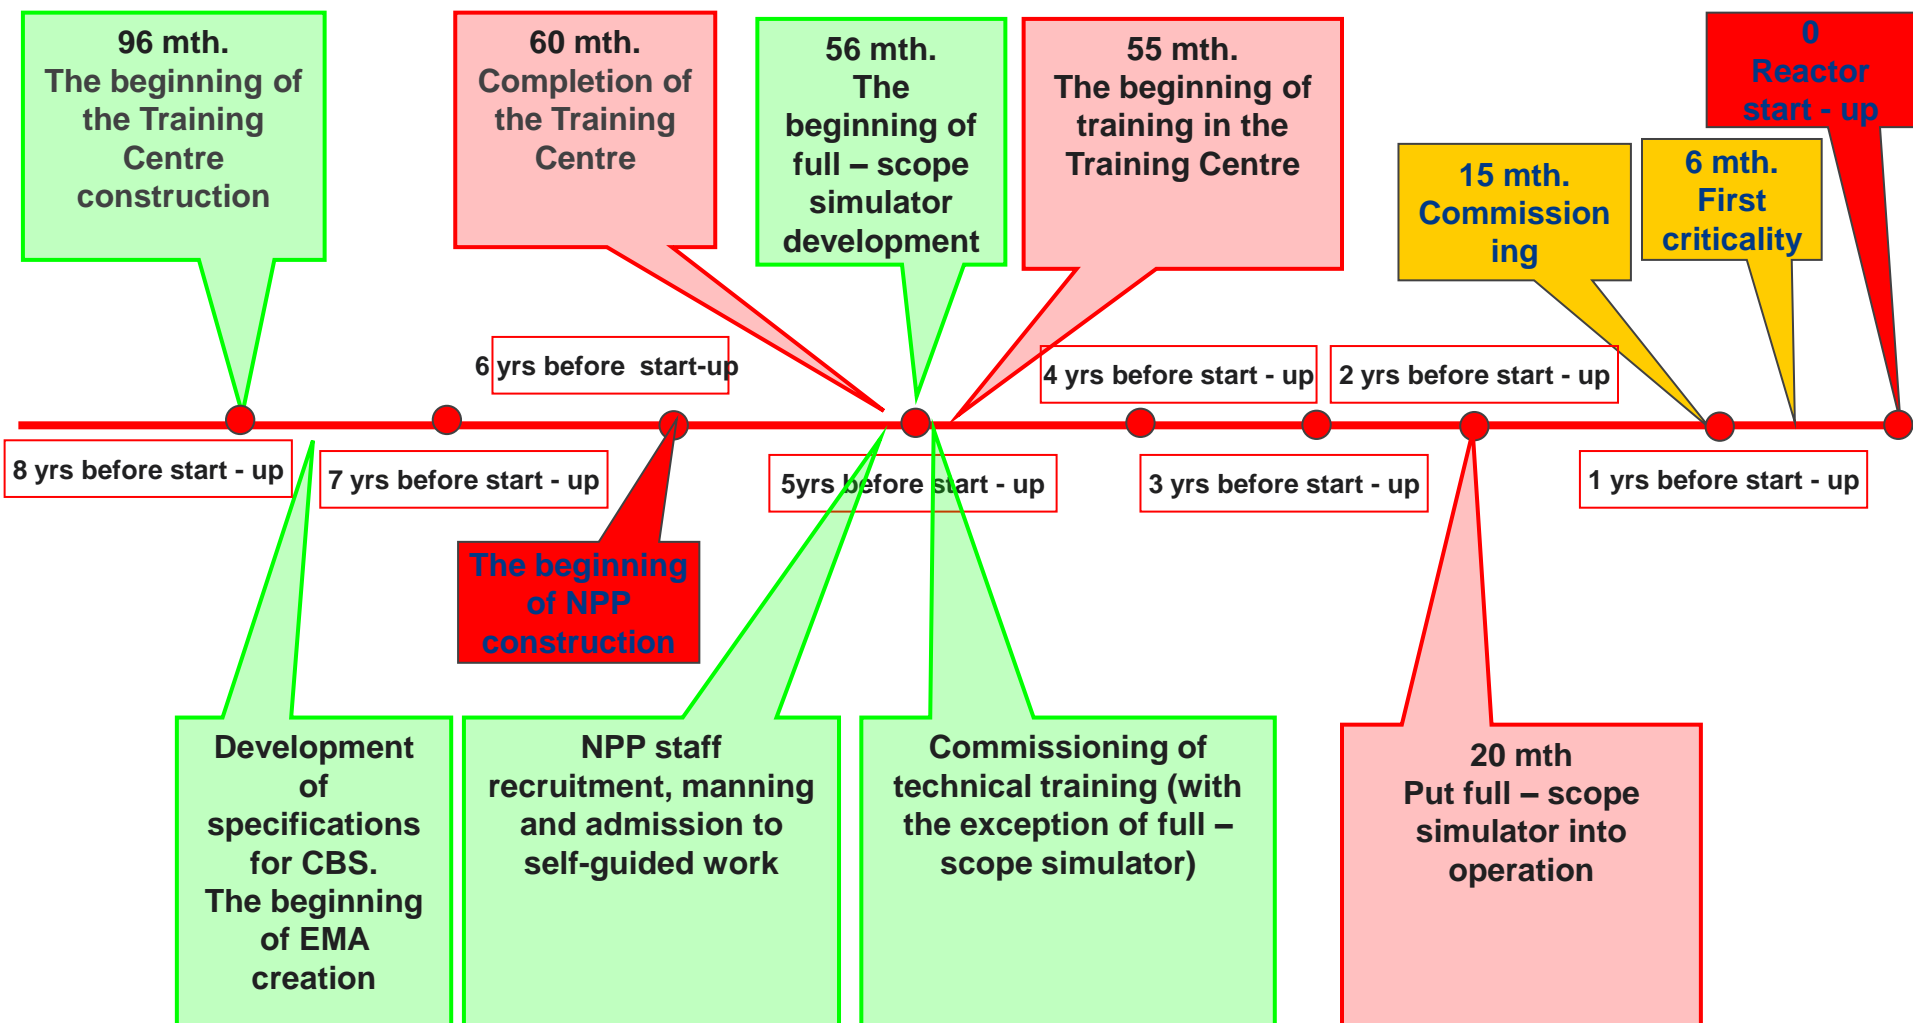 96 mth.
The beginning of
the Training
Centre
construction
60 mth.
Completion of
the Training
Centre
56 mth.
The
beginning of
full – scope
simulator
development
55 mth.
The beginning of
training in the
Training Centre
15 mth.
Commission
ing
6 mth.
First
criticality
0
Reactor
start - up
6 yrs before  start-up
4 yrs before start - up
2 yrs before start - up
8 yrs before start - up
7 yrs before start - up
5yrs before start - up
3 yrs before start - up
1 yrs before start - up
The beginning
of NPP
construction
Development
of
specifications
for CBS.
The beginning
of EMA
creation
NPP staff
recruitment, manning
and admission to
self-guided work
Commissioning of
technical training (with
the exception of full –
scope simulator)
20 mth
Put full – scope
simulator into
operation